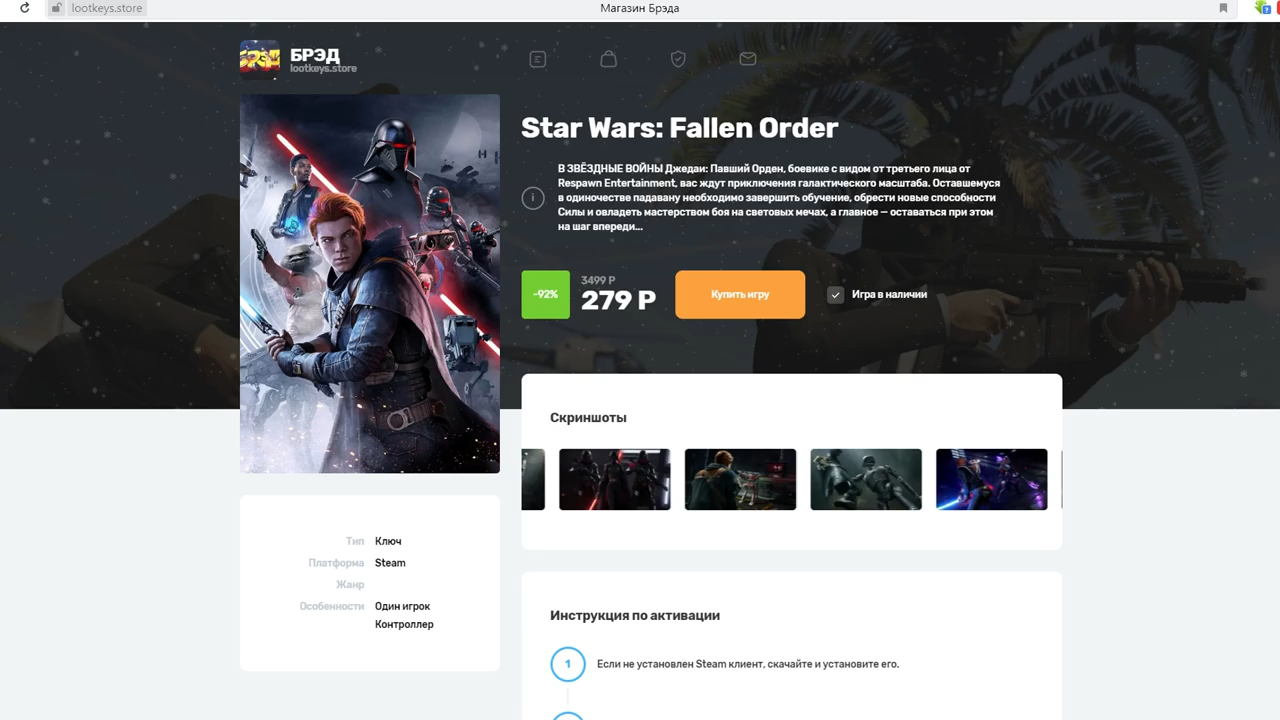 lootkeys.store
Магазин Брэда
БРЭД
БРЭД
lootkeys.store
Star Wars: Fallen Order
В ЗВЁЗДНЫЕ ВОЙНЫ Джедаи: Павший Орден, боевике с видом от третьего лица от
Respawn Entertainment, вас ждут приключения галактического масштаба. Оставшемуся
в одиночестве падавану необходимо завершить обучение, обрести новые способности
Силы и овладеть мастерством боя на световых мечах, а главное — оставаться при этом
на шаг впереди...
-92%
3499 Р
279 Р
Купить игру
Игра в наличии
Скриншоты
Тип Ключ
Платформа Steam
Жанр
Особенности Один игрок
Контроллер
Инструкция по активации
1 Если не установлен Steam клиент, скачайте и установите его.